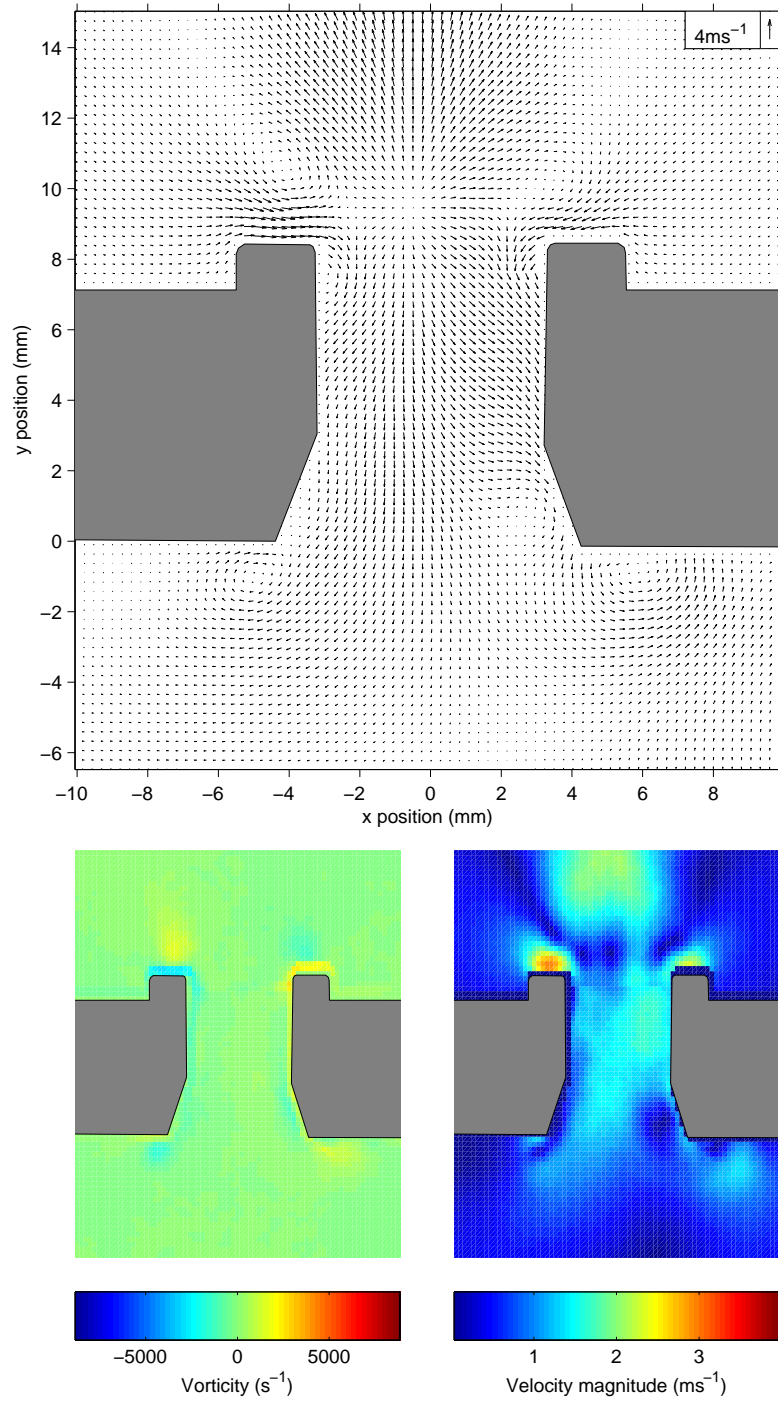 4ms⁻¹
14
12
10
8
6
4
2
0
−2
−4
−6
y position (mm)
−10 −8 −6 −4 −2 0 2 4 6 8
x position (mm)
−5000 0 5000
Vorticity (s⁻¹)
1 2 3
Velocity magnitude (ms⁻¹)